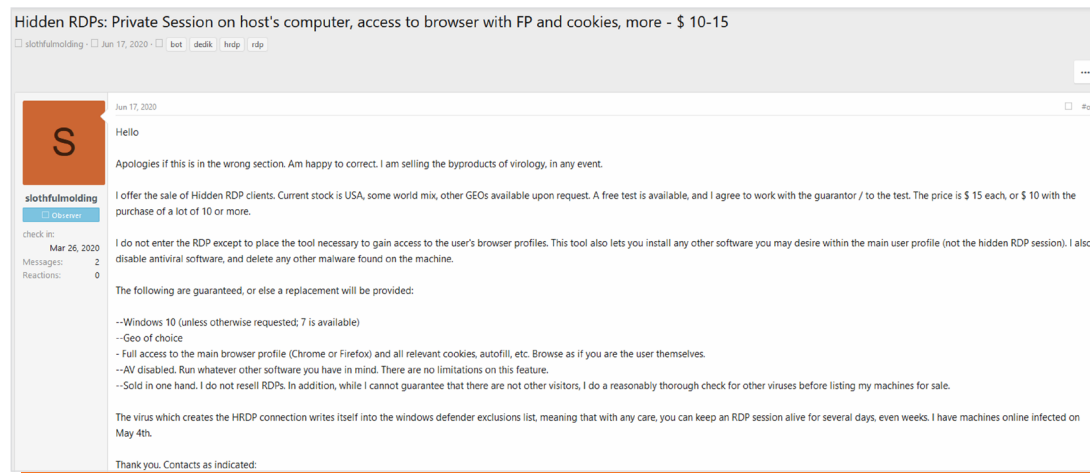 Hidden RDPs: Private Session on host's computer, access to browser with FP and cookies, more - $ 10-15
slothfulmolding · Jun 17, 2020 · bot dedik hrdp rdp
...
Jun 17, 2020
S
Hello
Apologies if this is in the wrong section. Am happy to correct. I am selling the byproducts of virology, in any event.
slothfulmolding
Observer
check in:
Mar 26, 2020
Messages: 2
Reactions: 0
I offer the sale of Hidden RDP clients. Current stock is USA, some world mix, other GEOs available upon request. A free test is available, and I agree to work with the guarantor / to the test. The price is $ 15 each, or $ 10 with the
purchase of a lot of 10 or more.
I do not enter the RDP except to place the tool necessary to gain access to the user's browser profiles. This tool also lets you install any other software you may desire within the main user profile (not the hidden RDP session). I also
disable antiviral software, and delete any other malware found on the machine.
The following are guaranteed, or else a replacement will be provided:
--Windows 10 (unless otherwise requested; 7 is available)
--Geo of choice
- Full access to the main browser profile (Chrome or Firefox) and all relevant cookies, autofill, etc. Browse as if you are the user themselves.
--AV disabled. Run whatever other software you have in mind. There are no limitations on this feature.
--Sold in one hand. I do not resell RDPs. In addition, while I cannot guarantee that there are not other visitors, I do a reasonably thorough check for other viruses before listing my machines for sale.
The virus which creates the HRDP connection writes itself into the windows defender exclusions list, meaning that with any care, you can keep an RDP session alive for several days, even weeks. I have machines online infected on
May 4th.
Thank you. Contacts as indicated: